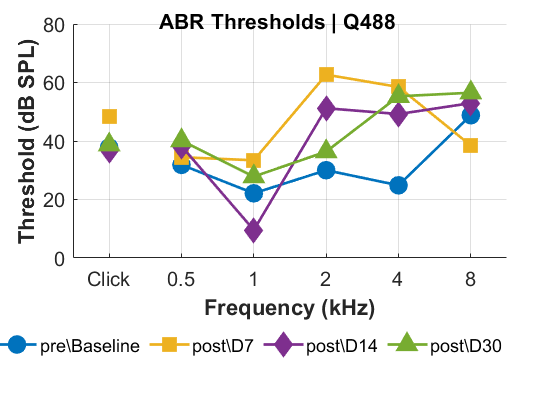 ABR Thresholds | Q488
Threshold (dB SPL)
80
60
40
20
0
Click 0.5 1 2 4 8
Frequency (kHz)
pre\Baseline post\D7 post\D14 post\D30